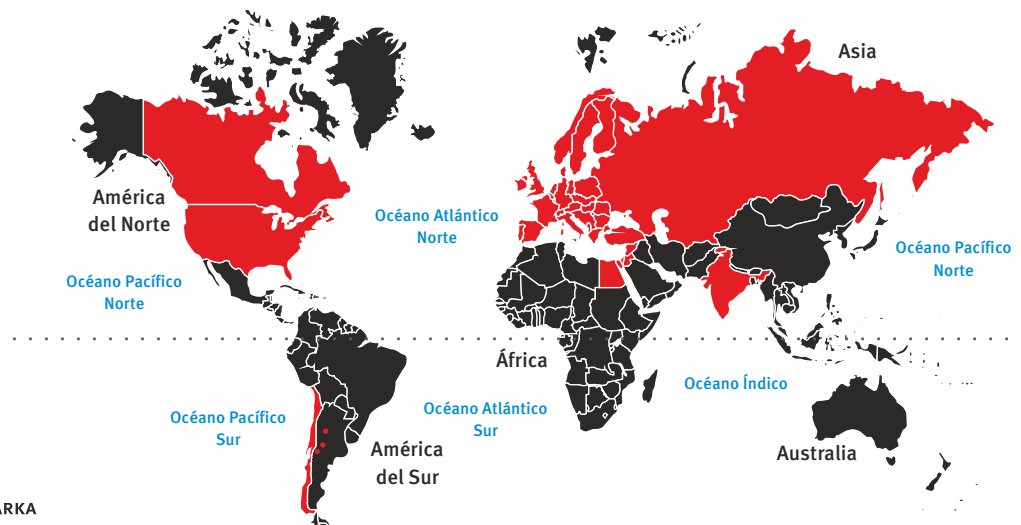 Asia
América
del Norte
Océano Atlántico
Norte
Océano Pacífico
Norte
Océano Pacífico
Norte
África
Océano Índico
Océano Pacífico
Sur
Océano Atlántico
Sur
América
del Sur
Australia
ARKA